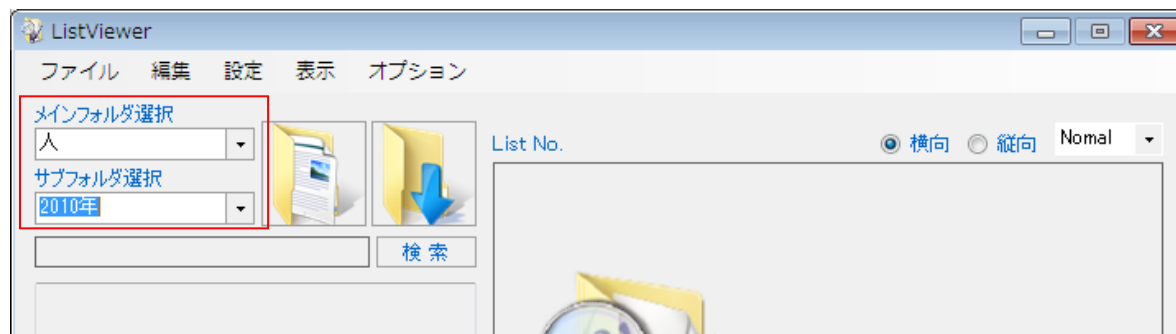 ListViewer
ファイル 編集 設定 表示 オプション
メインフォルダ選択
人
サブフォルダ選択
2010年
検 索
List No.
横向 縦向 Nomal